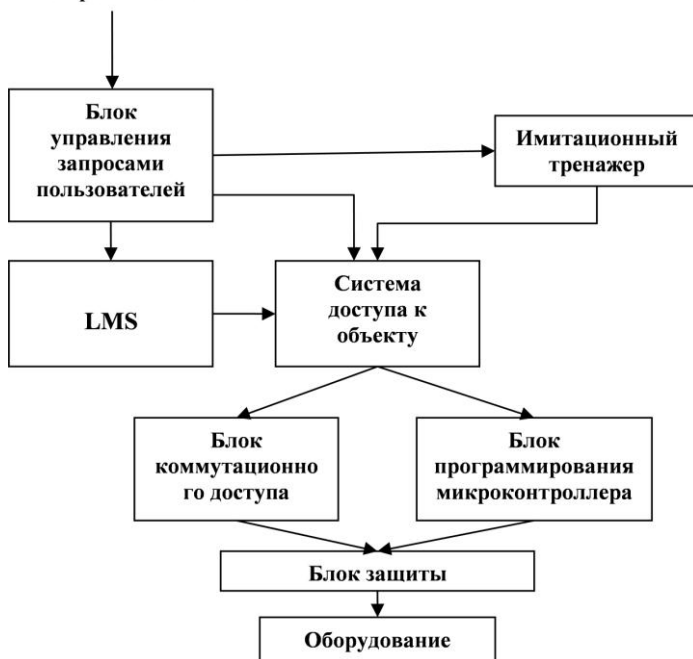 Блок
управления
запросами
пользователей
Имитационный
тренажер
LMS
Система
доступа к
объекту
Блок
коммутационно
го доступа
Блок
программирования
микроконтроллера
Блок защиты
Оборудование